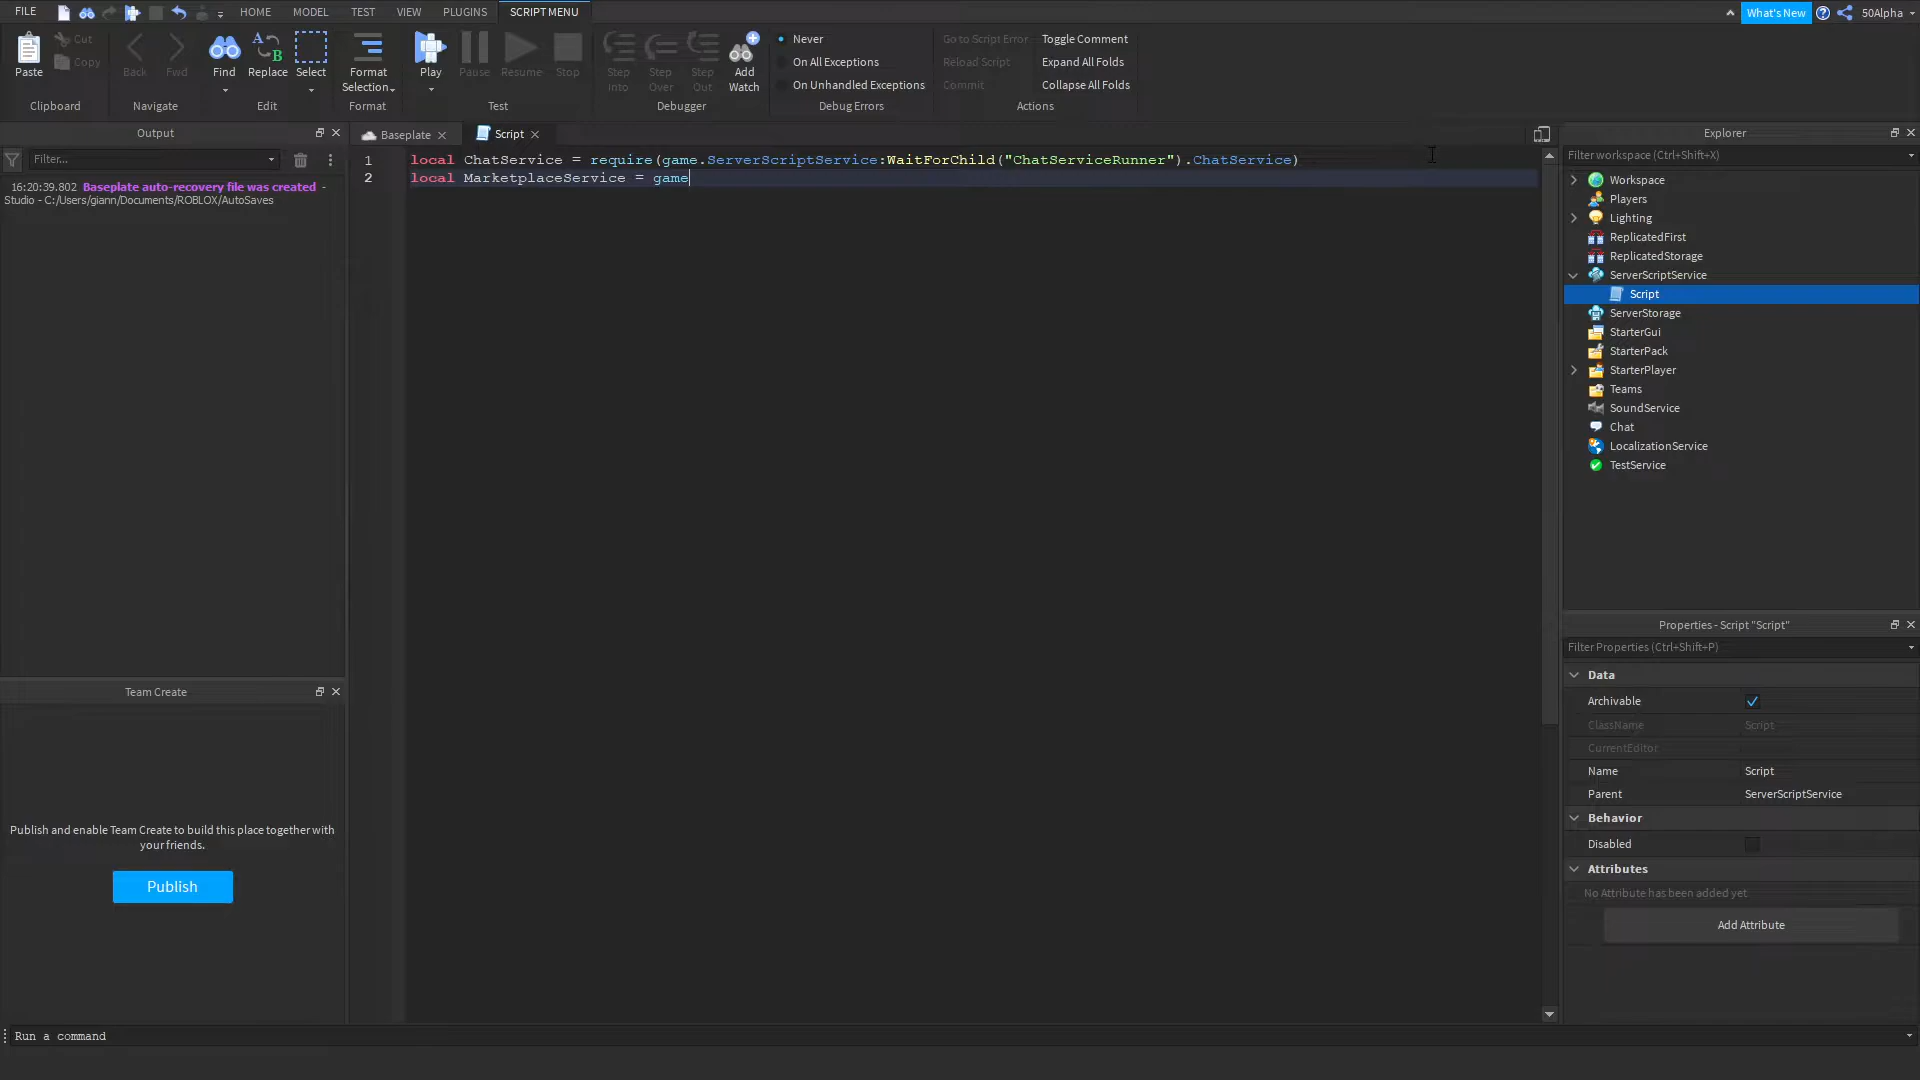 FILE
HOME
MODEL
TEST
VIEW
PLUGINS
SCRIPT MENU
What's New
50Alpha
Paste
Cut
Copy
Clipboard
Back
Fwd
Navigate
Find
Replace
Select
Edit
Format
Selection
Format
Play
Pause
Resume
Stop
Test
Step
Into
Step
Over
Step
Out
Add
Watch
Debugger
Never
On All Exceptions
On Unhandled Exceptions
Debug Errors
Go to Script Error
Reload Script
Commit
Toggle Comment
Expand All Folds
Collapse All Folds
Actions
Output
Filter...
16:20:39.802 Baseplate auto-recovery file was created -
Studio - C:/Users/giann/Documents/ROBLOX/AutoSaves
Team Create
Publish and enable Team Create to build this place together with
your friends.
Publish
Baseplate
Script
1 local ChatService = require(game.ServerScriptService:WaitForChild("ChatServiceRunner").ChatService)
2 local MarketplaceService = game
Explorer
Filter workspace (Ctrl+Shift+X)
Workspace
Players
Lighting
ReplicatedFirst
ReplicatedStorage
ServerScriptService
Script
ServerStorage
StarterGui
StarterPack
StarterPlayer
Teams
SoundService
Chat
LocalizationService
TestService
Properties - Script "Script"
Filter Properties (Ctrl+Shift+P)
Data
Archivable
ClassName Script
CurrentEditor
Name Script
Parent ServerScriptService
Behavior
Disabled
Attributes
No Attribute has been added yet
Add Attribute
Run a command